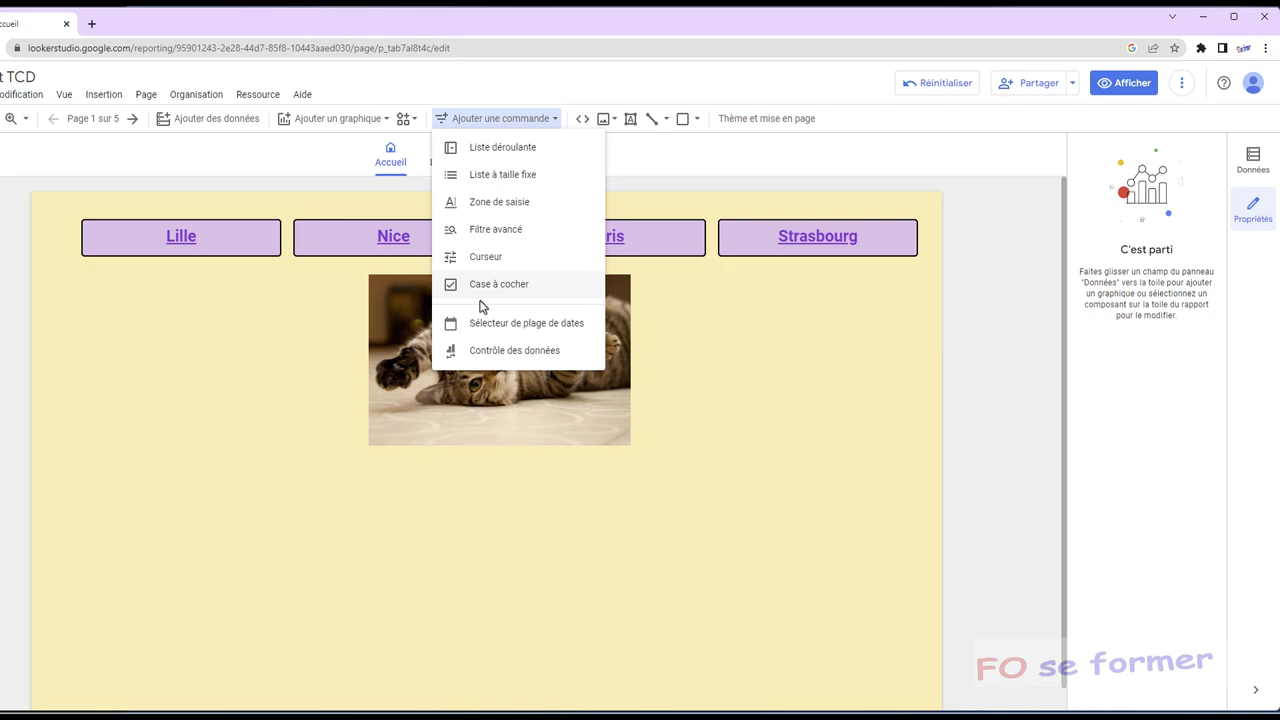 ccueil
lookerstudio.google.com/reporting/95901243-2e28-44d7-85f8-10443aaed030/page/p_tab7al8t4c/edit
t TCD
Réinitialiser
Partager
Afficher
odification
Vue
Insertion
Page
Organisation
Ressource
Aide
Page 1 sur 5
Ajouter des données
Ajouter un graphique
Ajouter une commande
Thème et mise en page
Accueil
Liste déroulante
Liste à taille fixe
Zone de saisie
Filtre avancé
Curseur
Case à cocher
Sélecteur de plage de dates
Contrôle des données
Lille
Nice
ris
Strasbourg
C'est parti
Faites glisser un champ du panneau
"Données" vers la toile pour ajouter
un graphique ou sélectionnez un
composant sur la toile du rapport
pour le modifier.
Données
Propriétés
FO se former